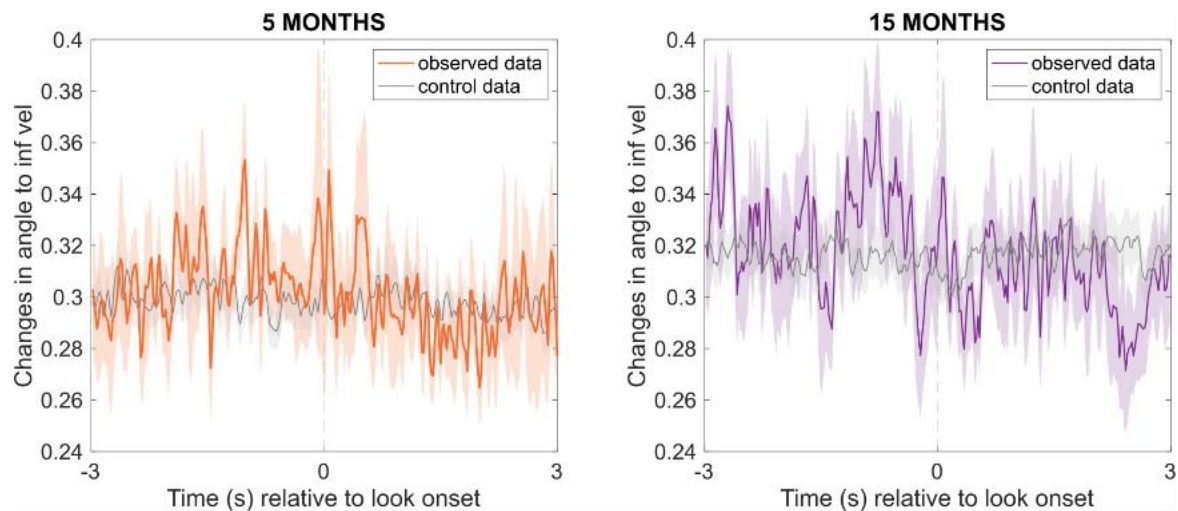 5 MONTHS
observed data
control data
Changes in angle to inf vel
0.4
0.38
0.36
0.34
0.32
0.3
0.28
0.26
0.24
-3
0
3
Time (s) relative to look onset
15 MONTHS
observed data
control data
Changes in angle to inf vel
0.4
0.38
0.36
0.34
0.32
0.3
0.28
0.26
0.24
-3
0
3
Time (s) relative to look onset